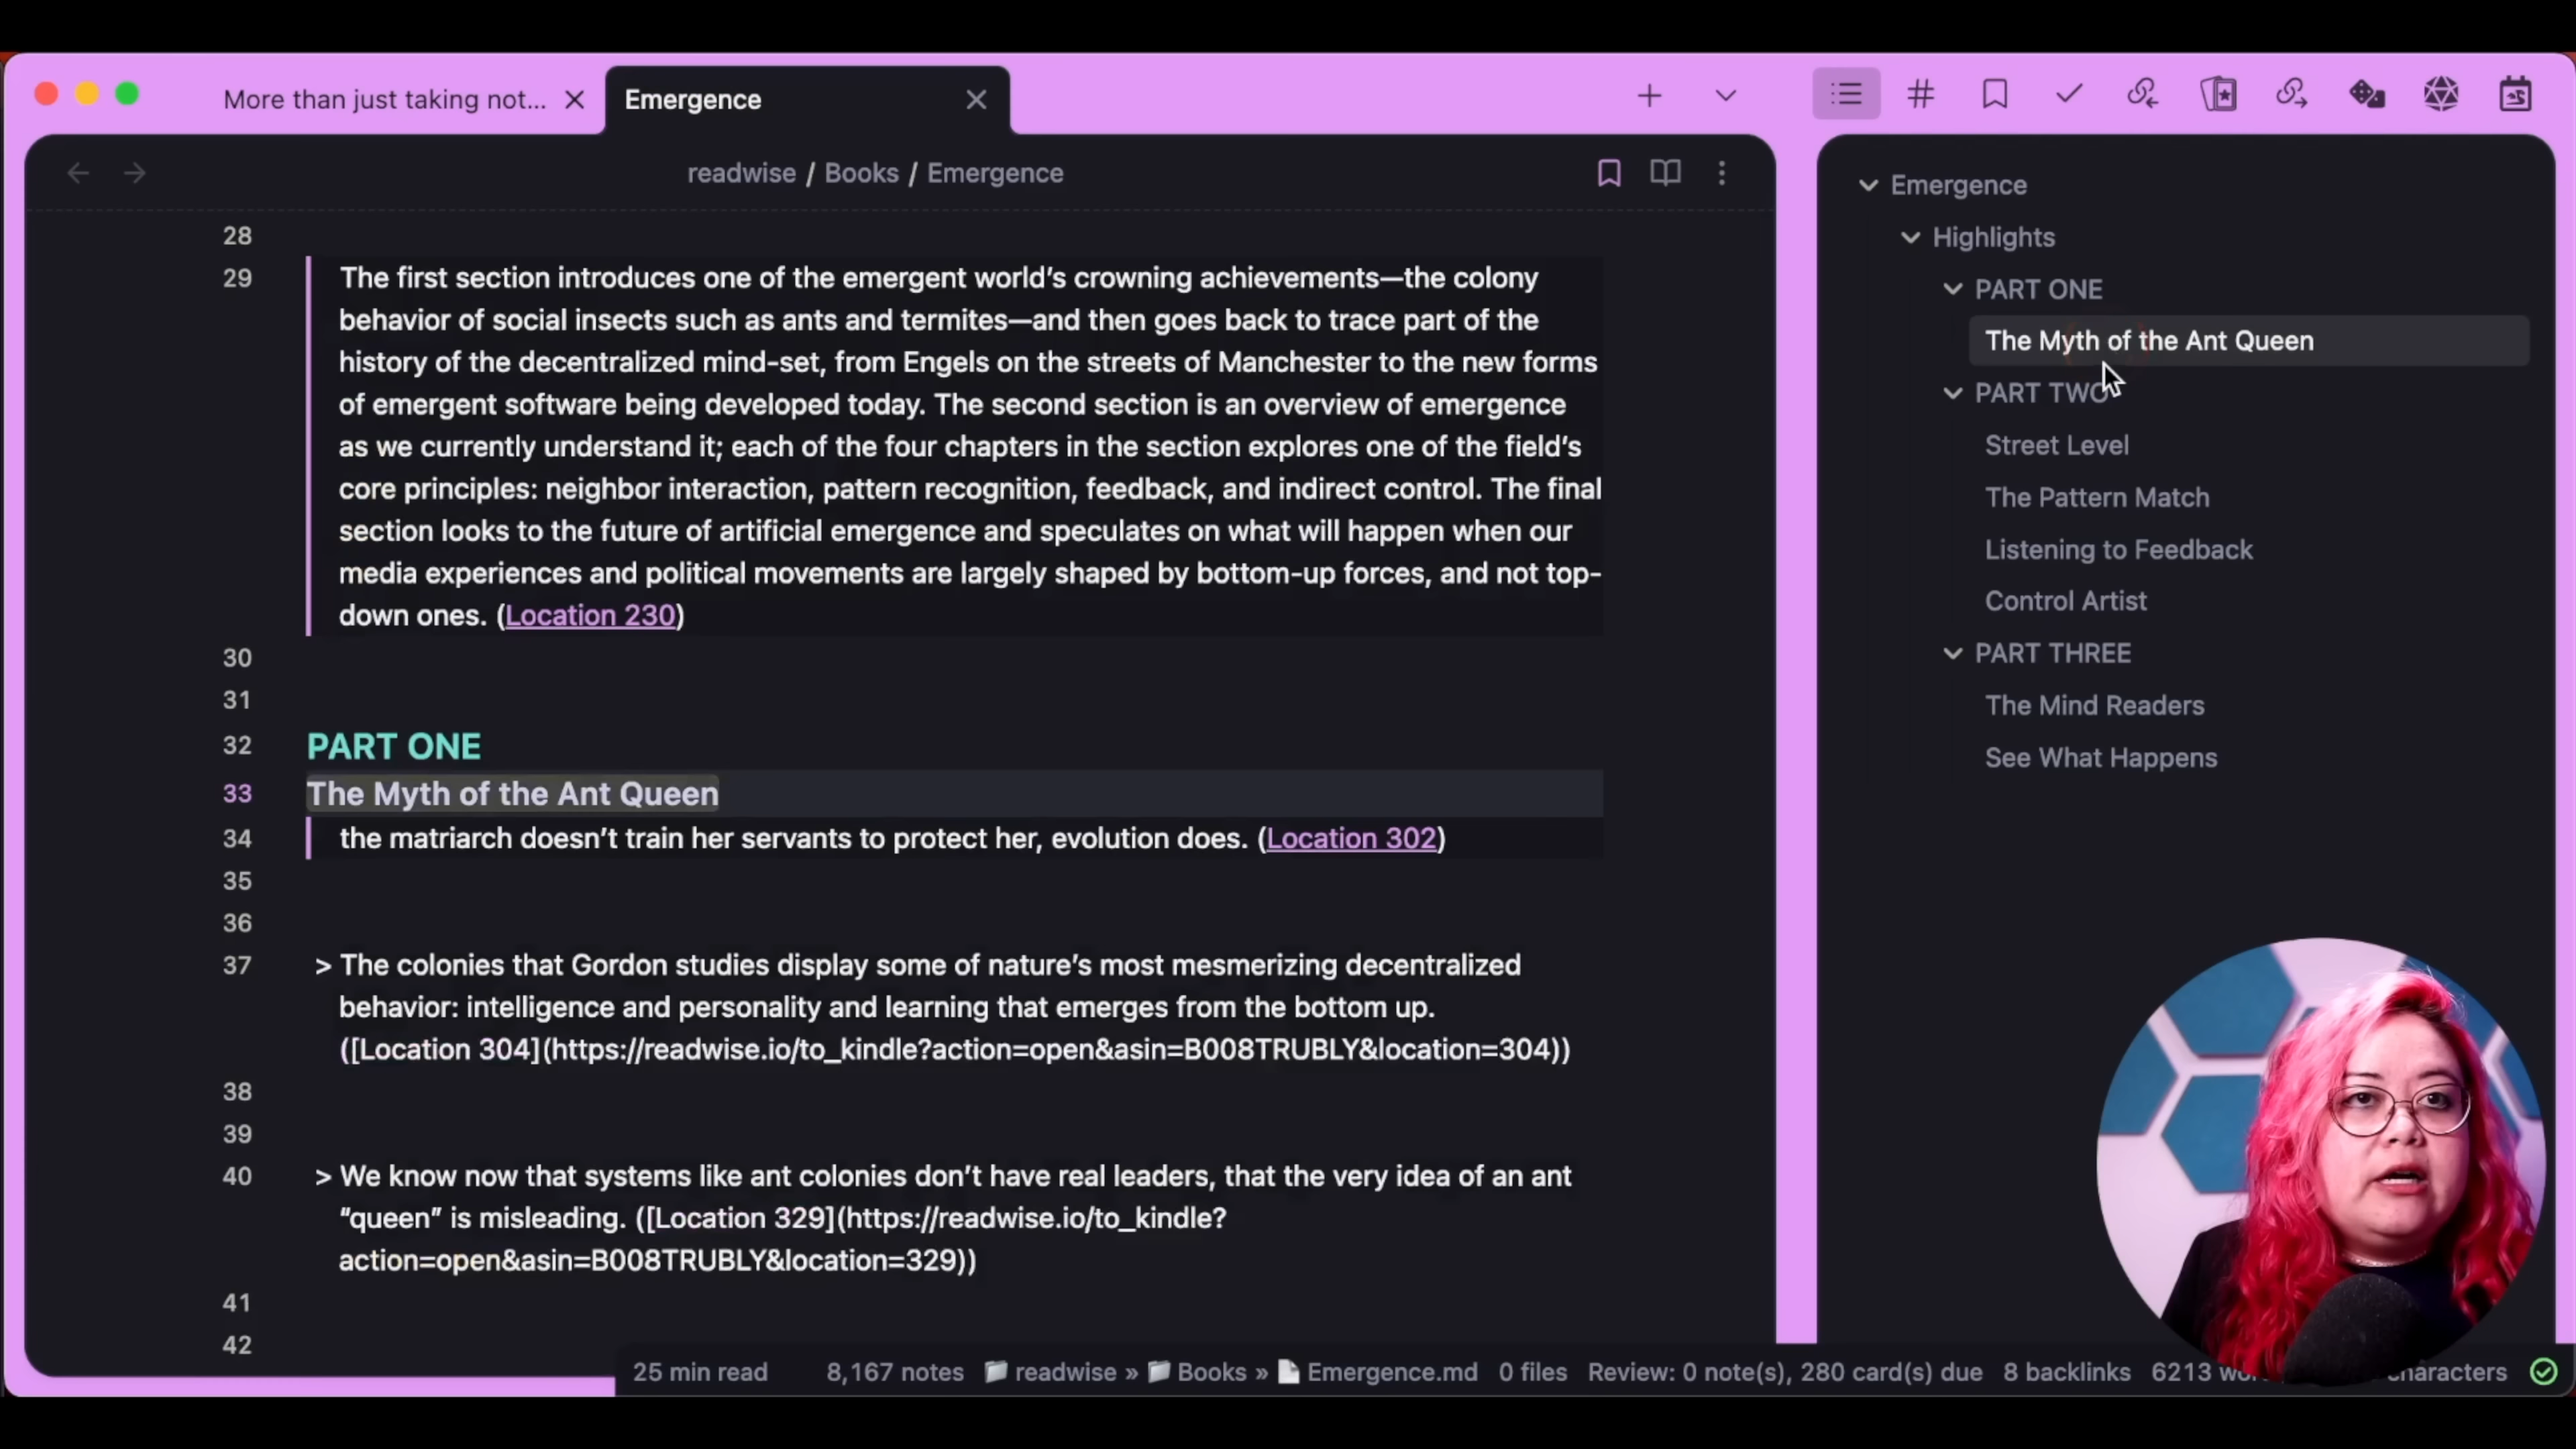 More than just taking not...
Emergence
readwise / Books / Emergence
28
29
The first section introduces one of the emergent world’s crowning achievements—the colony
behavior of social insects such as ants and termites—and then goes back to trace part of the
history of the decentralized mind-set, from Engels on the streets of Manchester to the new forms
of emergent software being developed today. The second section is an overview of emergence
as we currently understand it; each of the four chapters in the section explores one of the field’s
core principles: neighbor interaction, pattern recognition, feedback, and indirect control. The final
section looks to the future of artificial emergence and speculates on what will happen when our
media experiences and political movements are largely shaped by bottom-up forces, and not top-
down ones. (Location 230)
30
31
32 PART ONE
33 The Myth of the Ant Queen
34 the matriarch doesn’t train her servants to protect her, evolution does. (Location 302)
35
36
37 > The colonies that Gordon studies display some of nature’s most mesmerizing decentralized
behavior: intelligence and personality and learning that emerges from the bottom up.
([Location 304](https://readwise.io/to_kindle?action=open&asin=B008TRUBLY&location=304))
38
39
40 > We know now that systems like ant colonies don’t have real leaders, that the very idea of an ant
“queen” is misleading. ([Location 329](https://readwise.io/to_kindle?
action=open&asin=B008TRUBLY&location=329))
41
42
Emergence
Highlights
PART ONE
The Myth of the Ant Queen
PART TWO
Street Level
The Pattern Match
Listening to Feedback
Control Artist
PART THREE
The Mind Readers
See What Happens
25 min read 8,167 notes readwise » Books » Emergence.md 0 files Review: 0 note(s), 280 card(s) due 8 backlinks 6213 characters